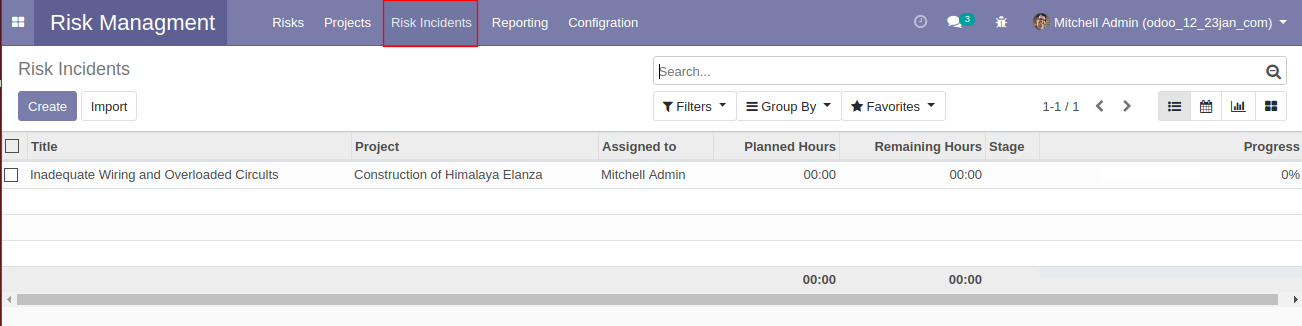 Risk Managment Risks Projects Risk Incidents Reporting Configration 3 Mitchell Admin (odoo_12_23jan_com)
Risk Incidents Search...
Create Import Filters Group By Favorites 1-1 / 1
Title Project Assigned to Planned Hours Remaining Hours Stage Progress
Inadequate Wiring and Overloaded Circults Construction of Himalaya Elanza Mitchell Admin 00:00 00:00 0%
00:00 00:00